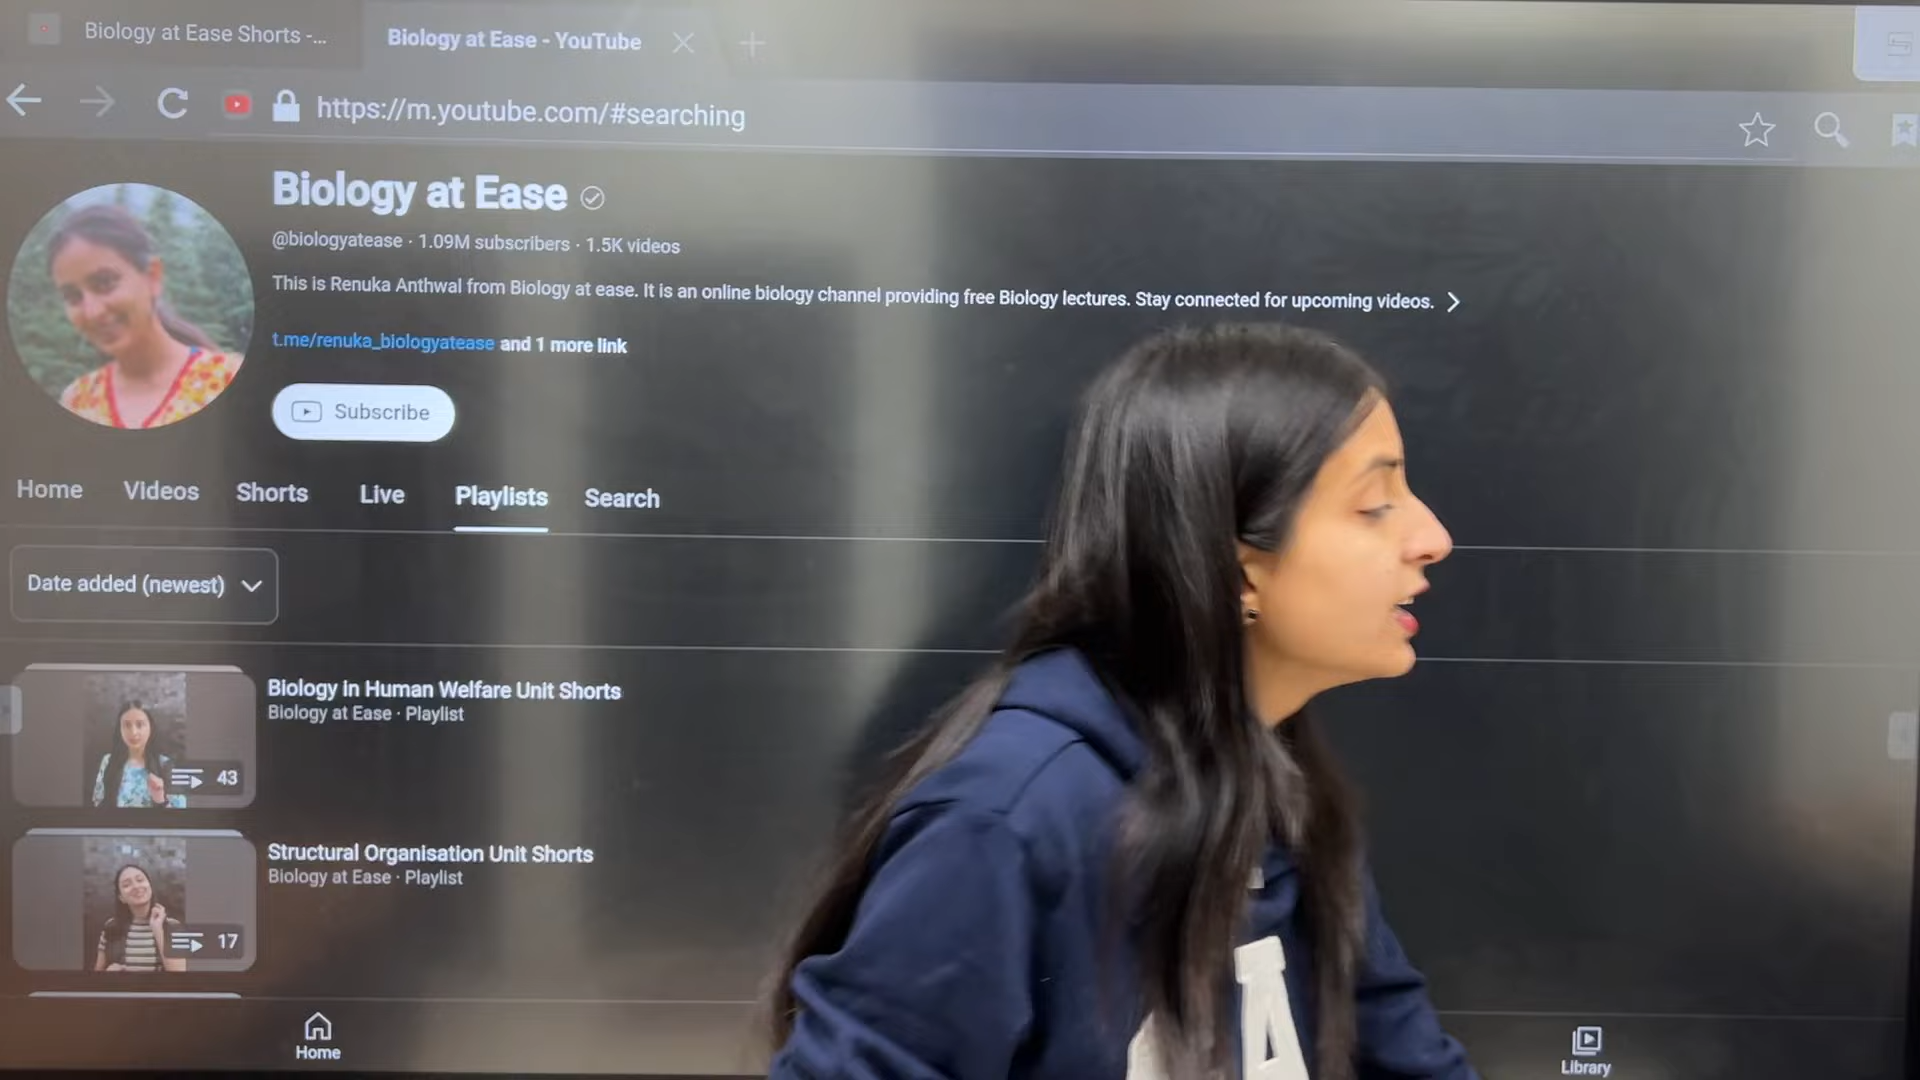 Biology at Ease Shorts -...
Biology at Ease - YouTube
https://m.youtube.com/#searching
Biology at Ease
@biologyatease · 1.09M subscribers · 1.5K videos
This is Renuka Anthwal from Biology at ease. It is an online biology channel providing free Biology lectures. Stay connected for upcoming videos.
t.me/renuka_biologyatease and 1 more link
Subscribe
Home Videos Shorts Live Playlists Search
Date added (newest)
Biology in Human Welfare Unit Shorts
Biology at Ease · Playlist
43
Structural Organisation Unit Shorts
Biology at Ease · Playlist
17
A
Home
Library